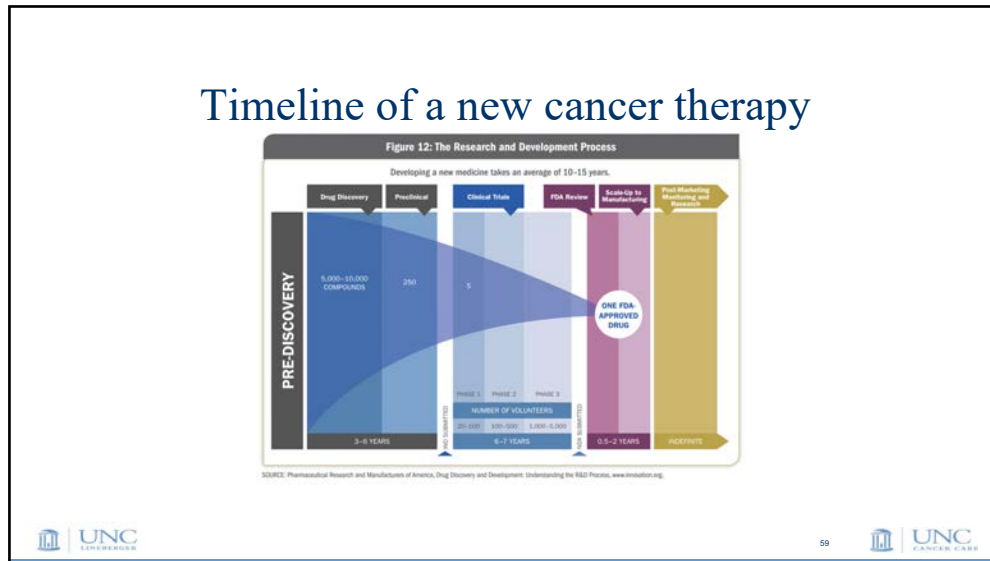 Timeline of a new cancer therapy
Figure 12: The Research and Development Process
Developing a new medicine takes an average of 10–15 years.
Drug Discovery
Preclinical
Clinical Trials
FDA Review
Scale-Up to
Manufacturing
Post-Marketing
Monitoring and
Research
PRE-DISCOVERY
5,000–10,000
COMPOUNDS
250
5
ONE FDA-
APPROVED
DRUG
PHASE 1
PHASE 2
PHASE 3
NUMBER OF VOLUNTEERS
20–100
100–500
1,000–5,000
IND SUBMITTED
NDA SUBMITTED
3–6 YEARS
6–7 YEARS
0.5–2 YEARS
INDEFINITE
SOURCE: Pharmaceutical Research and Manufacturers of America, Drug Discovery and Development: Understanding the R&D Process, www.innovation.org.
UNC
LINEBERGER
59
UNC
CANCER CARE